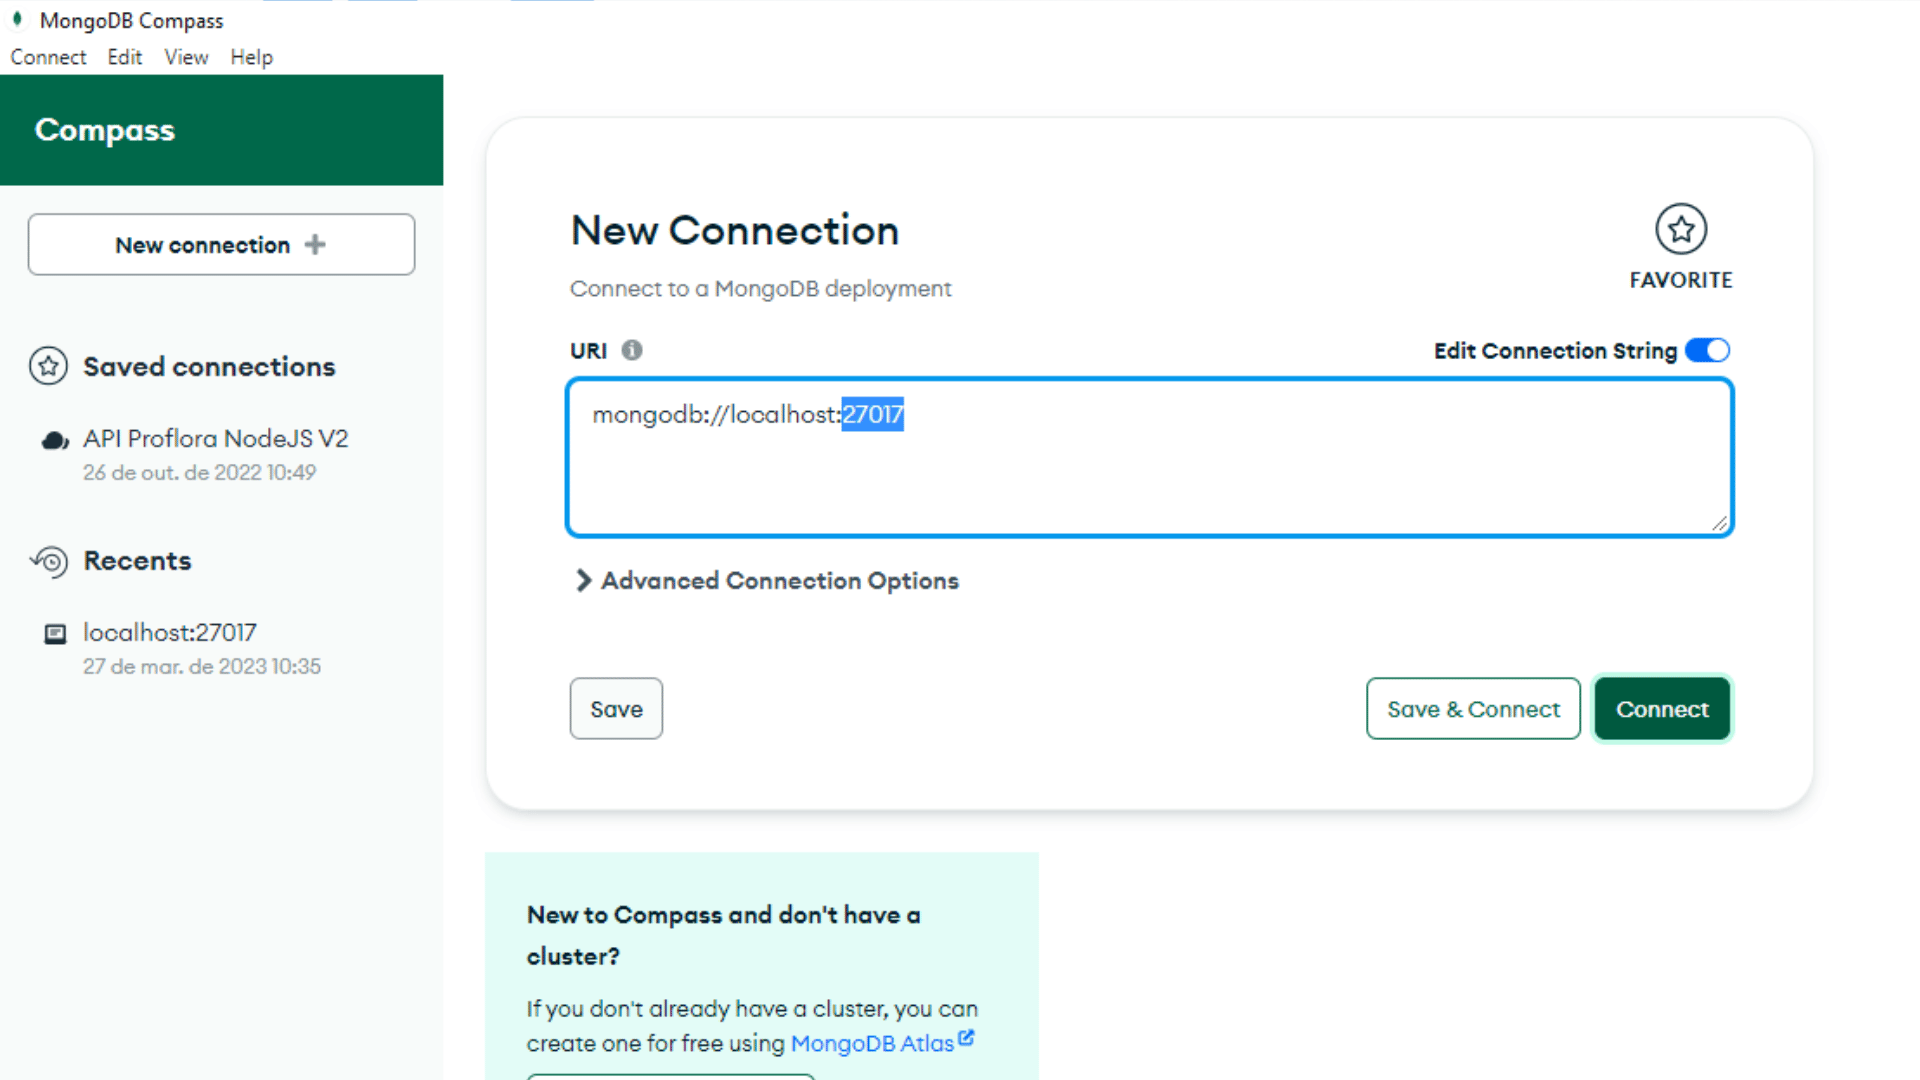 MongoDB Compass
Connect Edit View Help
Compass
New connection
Saved connections
API Proflora NodeJS V2
26 de out. de 2022 10:49
Recents
localhost:27017
27 de mar. de 2023 10:35
New Connection
FAVORITE
Connect to a MongoDB deployment
URI
Edit Connection String
mongodb://localhost:27017
Advanced Connection Options
Save
Save & Connect
Connect
New to Compass and don't have a
cluster?
If you don't already have a cluster, you can
create one for free using MongoDB Atlas